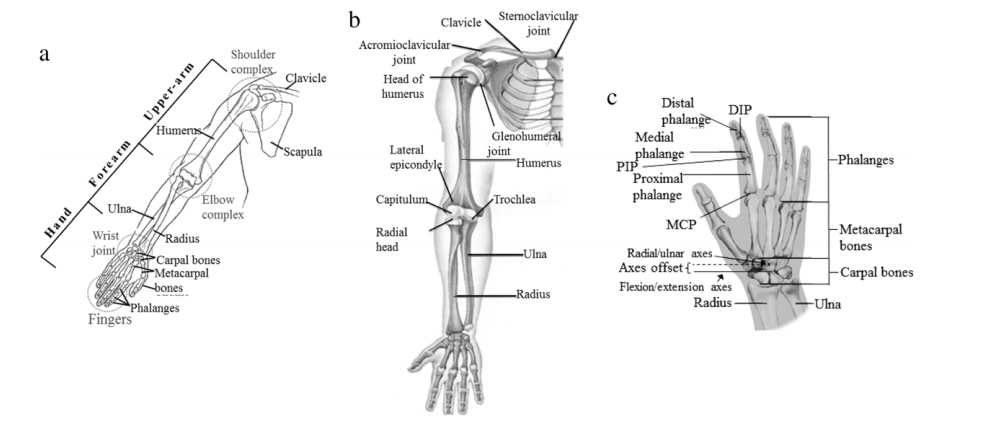 a
Shoulder
complex
Clavicle
Upper-arm
Humerus
Scapula
Forearm
Elbow
complex
Ulna
Hand
Wrist
joint
Radius
Carpal bones
Metacarpal
bones
Phalanges
Fingers
b
Sternoclavicular
joint
Clavicle
Acromioclavicular
joint
Head of
humerus
Glenohumeral
joint
Lateral
epicondyle
Humerus
Capitulum
Trochlea
Radial
head
Ulna
Radius
c
Distal
phalange
DIP
Medial
phalange
PIP
Proximal
phalange
MCP
Phalanges
Metacarpal
bones
Radial/ulnar axes
Axes offset {
Flexion/extension axes
Carpal bones
Radius
Ulna